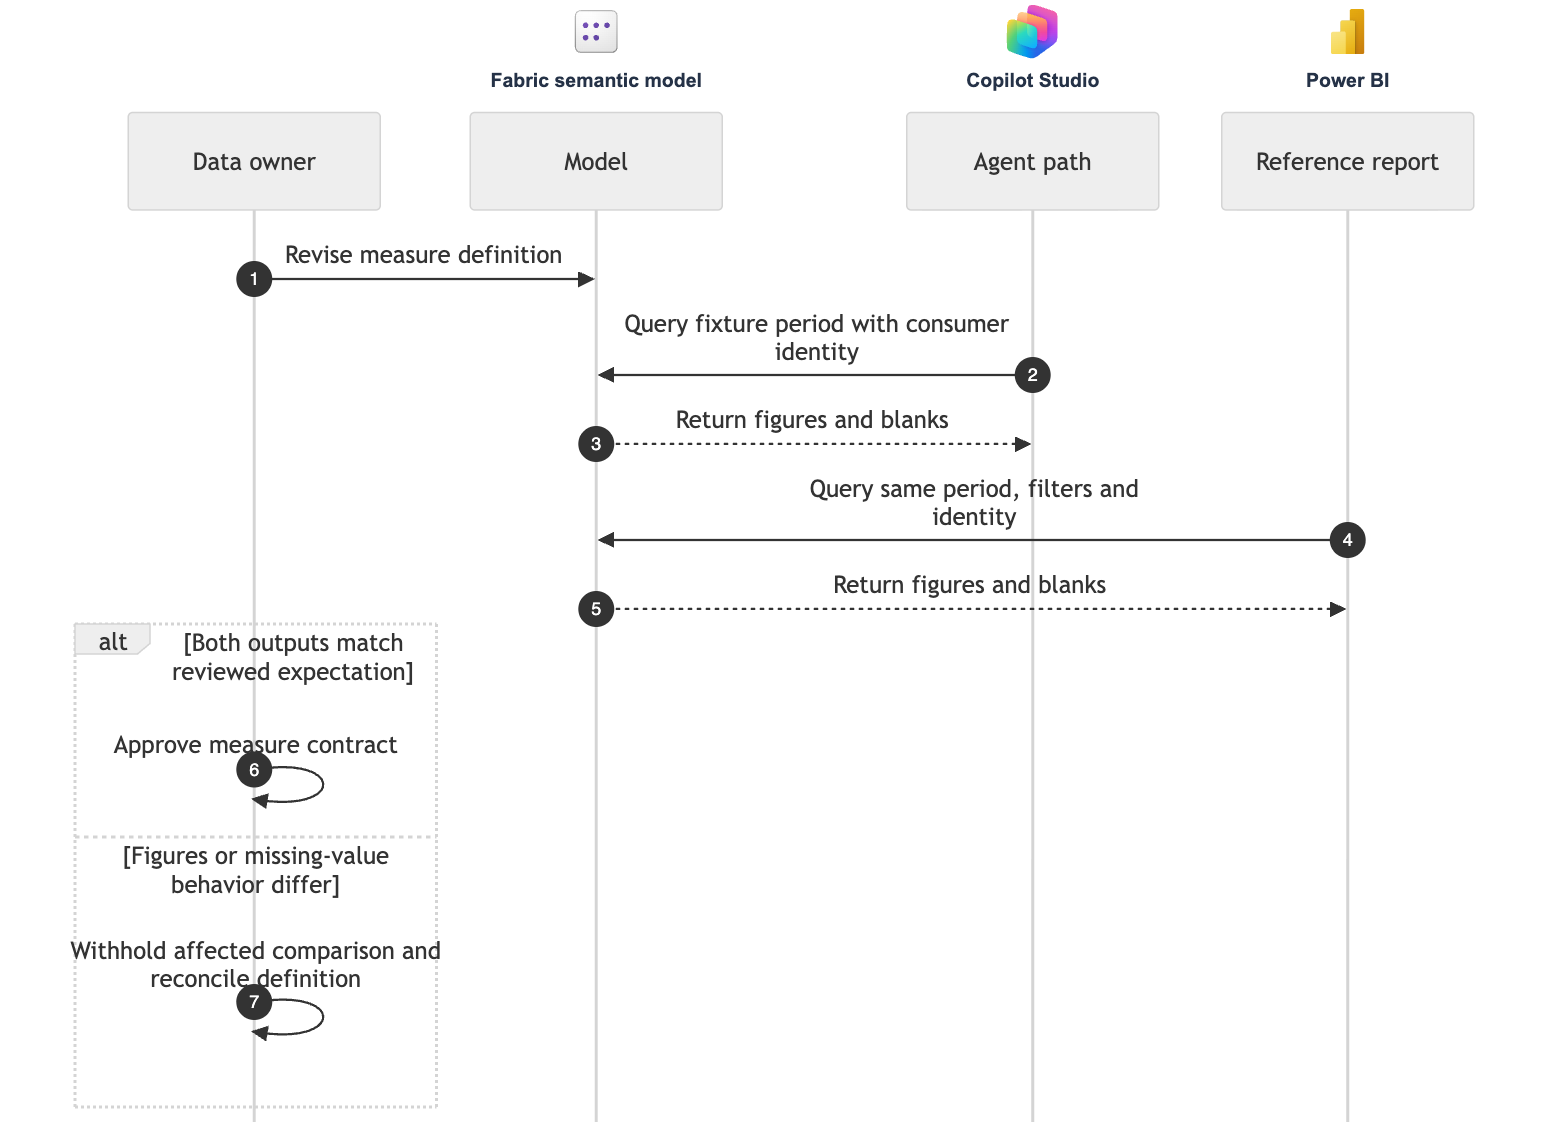 Fabric semantic model
Copilot Studio
Power BI
Data owner
Model
Agent path
Reference report
Revise measure definition
1
Query fixture period with consumer
identity
2
Return figures and blanks
3
Query same period, filters and
identity
4
Return figures and blanks
5
alt
[Both outputs match
reviewed expectation]
Approve measure contract
6
[Figures or missing-value
behavior differ]
Withhold affected comparison and
reconcile definition
7